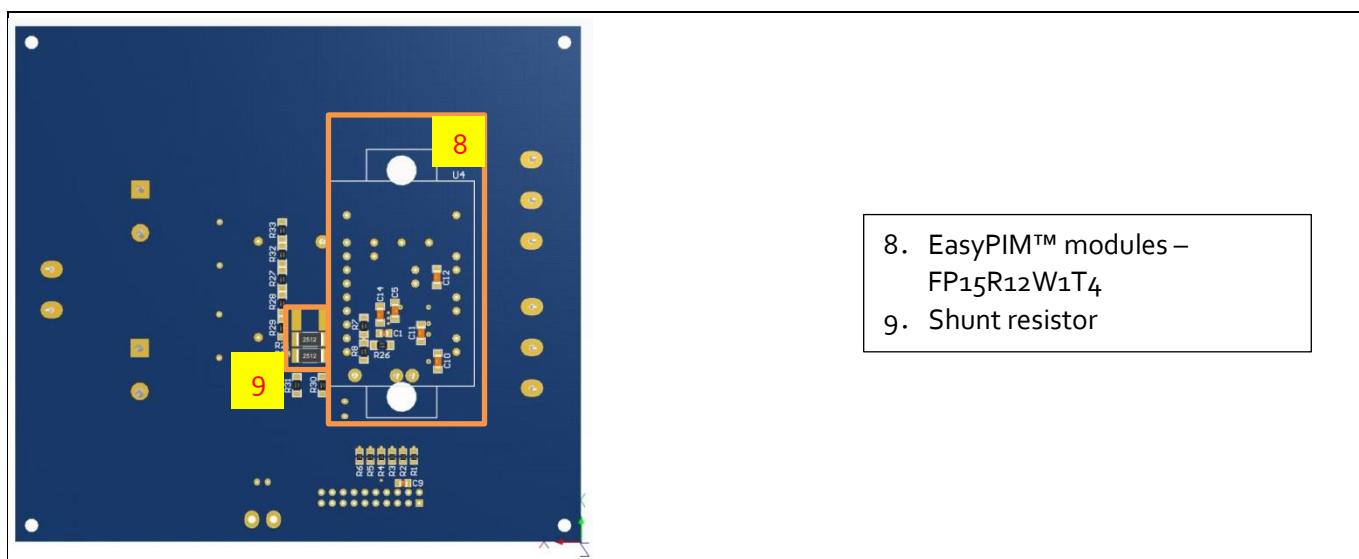 8
U4
R33
R32
R27
R28
R29
2512
2512
R31
R30
9
C12
C14
C5
R7
C1
C11
R8
R26
C10
R6
R5
R4
R3
R2
R1
C9
X
8. EasyPIM™ modules –
FP15R12W1T4
9. Shunt resistor